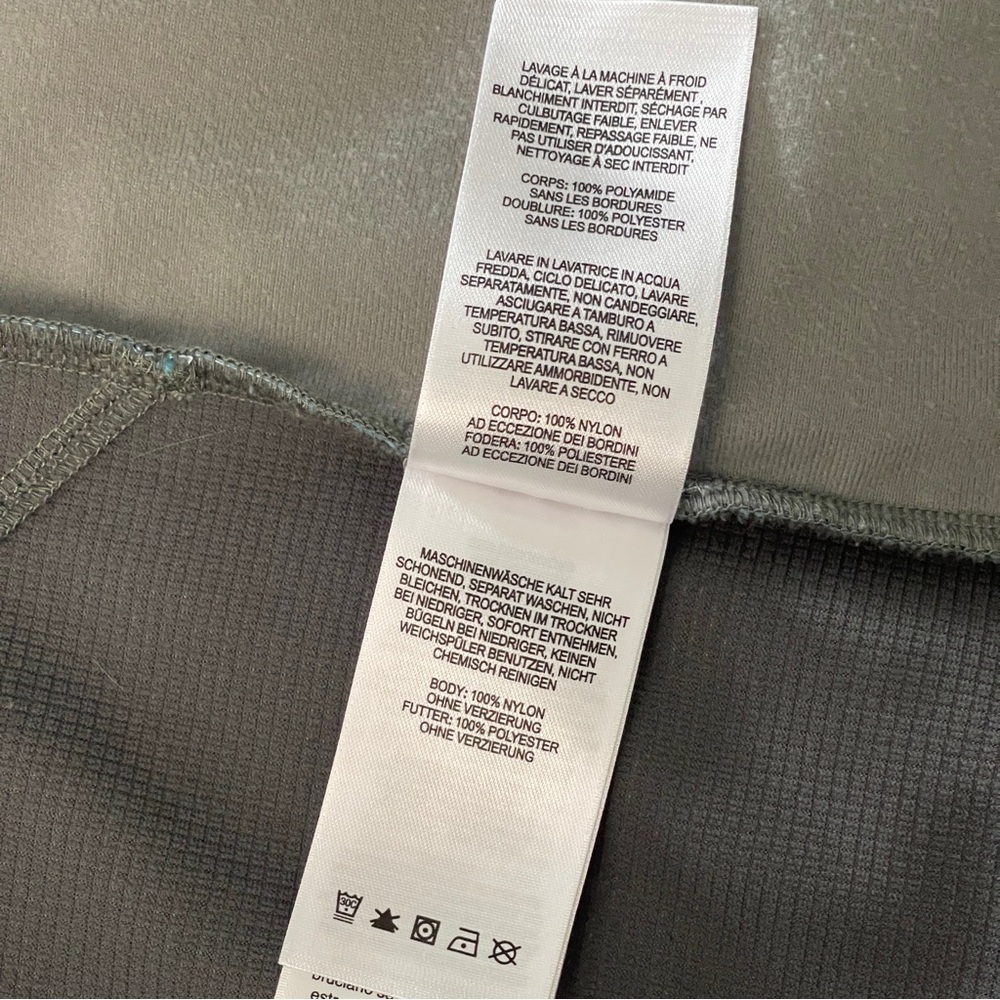 LAVAGE À LA MACHINE À FROID
DÉLICAT, LAVER SÉPARÉMENT,
BLANCHIMENT INTERDIT, SÉCHAGE PAR
CULBUTAGE FAIBLE, ENLEVER
RAPIDEMENT, REPASSAGE FAIBLE, NE
PAS UTILISER D'ADOUCISSANT,
NETTOYAGE À SEC INTERDIT
CORPS: 100% POLYAMIDE
SANS LES BORDURES
DOUBLURE: 100% POLYESTER
SANS LES BORDURES
LAVARE IN LAVATRICE IN ACQUA
FREDDA, CICLO DELICATO, LAVARE
SEPARATAMENTE, NON CANDEGGIARE,
ASCIUGARE A TAMBURO A
TEMPERATURA BASSA, RIMUOVERE
SUBITO, STIRARE CON FERRO A
TEMPERATURA BASSA, NON
UTILIZZARE AMMORBIDENTE, NON
LAVARE A SECCO
CORPO: 100% NYLON
AD ECCEZIONE DEI BORDINI
FODERA: 100% POLIESTERE
AD ECCEZIONE DEI BORDINI
MASCHINENWÄSCHE KALT SEHR
SCHONEND, SEPARAT WASCHEN, NICHT
BLEICHEN, TROCKNEN IM TROCKNER
BEI NIEDRIGER, SOFORT ENTNEHMEN,
BÜGELN BEI NIEDRIGER, KEINEN
WEICHSPÜLER BENUTZEN, NICHT
CHEMISCH REINIGEN
BODY: 100% NYLON
OHNE VERZIERUNG
FUTTER: 100% POLYESTER
OHNE VERZIERUNG
30C